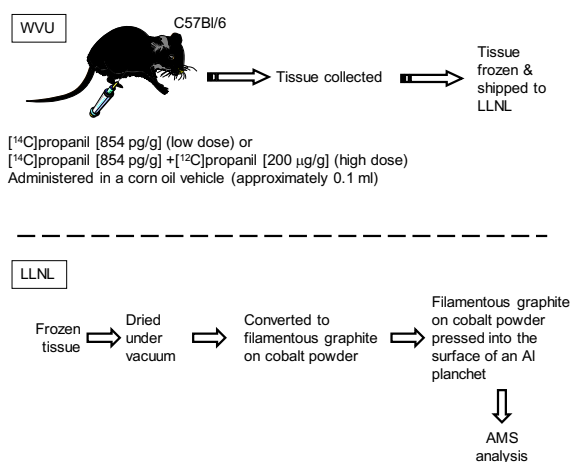 WVU
C57Bl/6
Tissue collected
Tissue
frozen &
shipped to
LLNL
[¹⁴C]propanil [854 pg/g] (low dose) or
[¹⁴C]propanil [854 pg/g] +[¹²C]propanil [200 μg/g] (high dose)
Administered in a corn oil vehicle (approximately 0.1 ml)
LLNL
Frozen
tissue
Dried
under
vacuum
Converted to
filamentous graphite
on cobalt powder
Filamentous graphite
on cobalt powder
pressed into the
surface of an Al
planchet
AMS
analysis